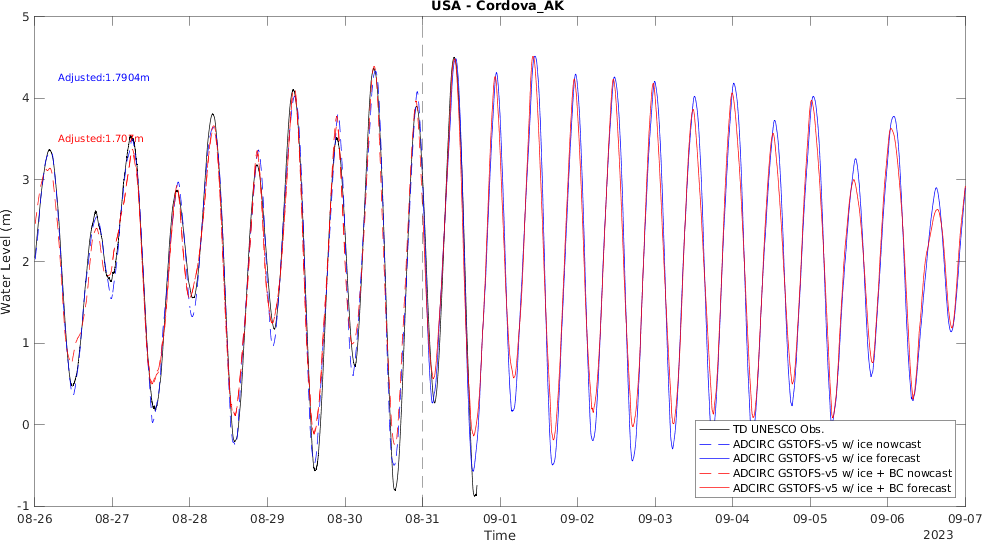 USA - Cordova_AK
5
4
3
2
1
0
-1
Water Level (m)
Adjusted:1.7904m
TD UNESCO Obs.
ADCIRC GSTOFS-v5 w/ ice nowcast
ADCIRC GSTOFS-v5 w/ ice forecast
ADCIRC GSTOFS-v5 w/ ice + BC nowcast
ADCIRC GSTOFS-v5 w/ ice + BC forecast
08-26 08-27 08-28 08-29 08-30 08-31 09-01 09-02 09-03 09-04 09-05 09-06 09-07
Time
2023